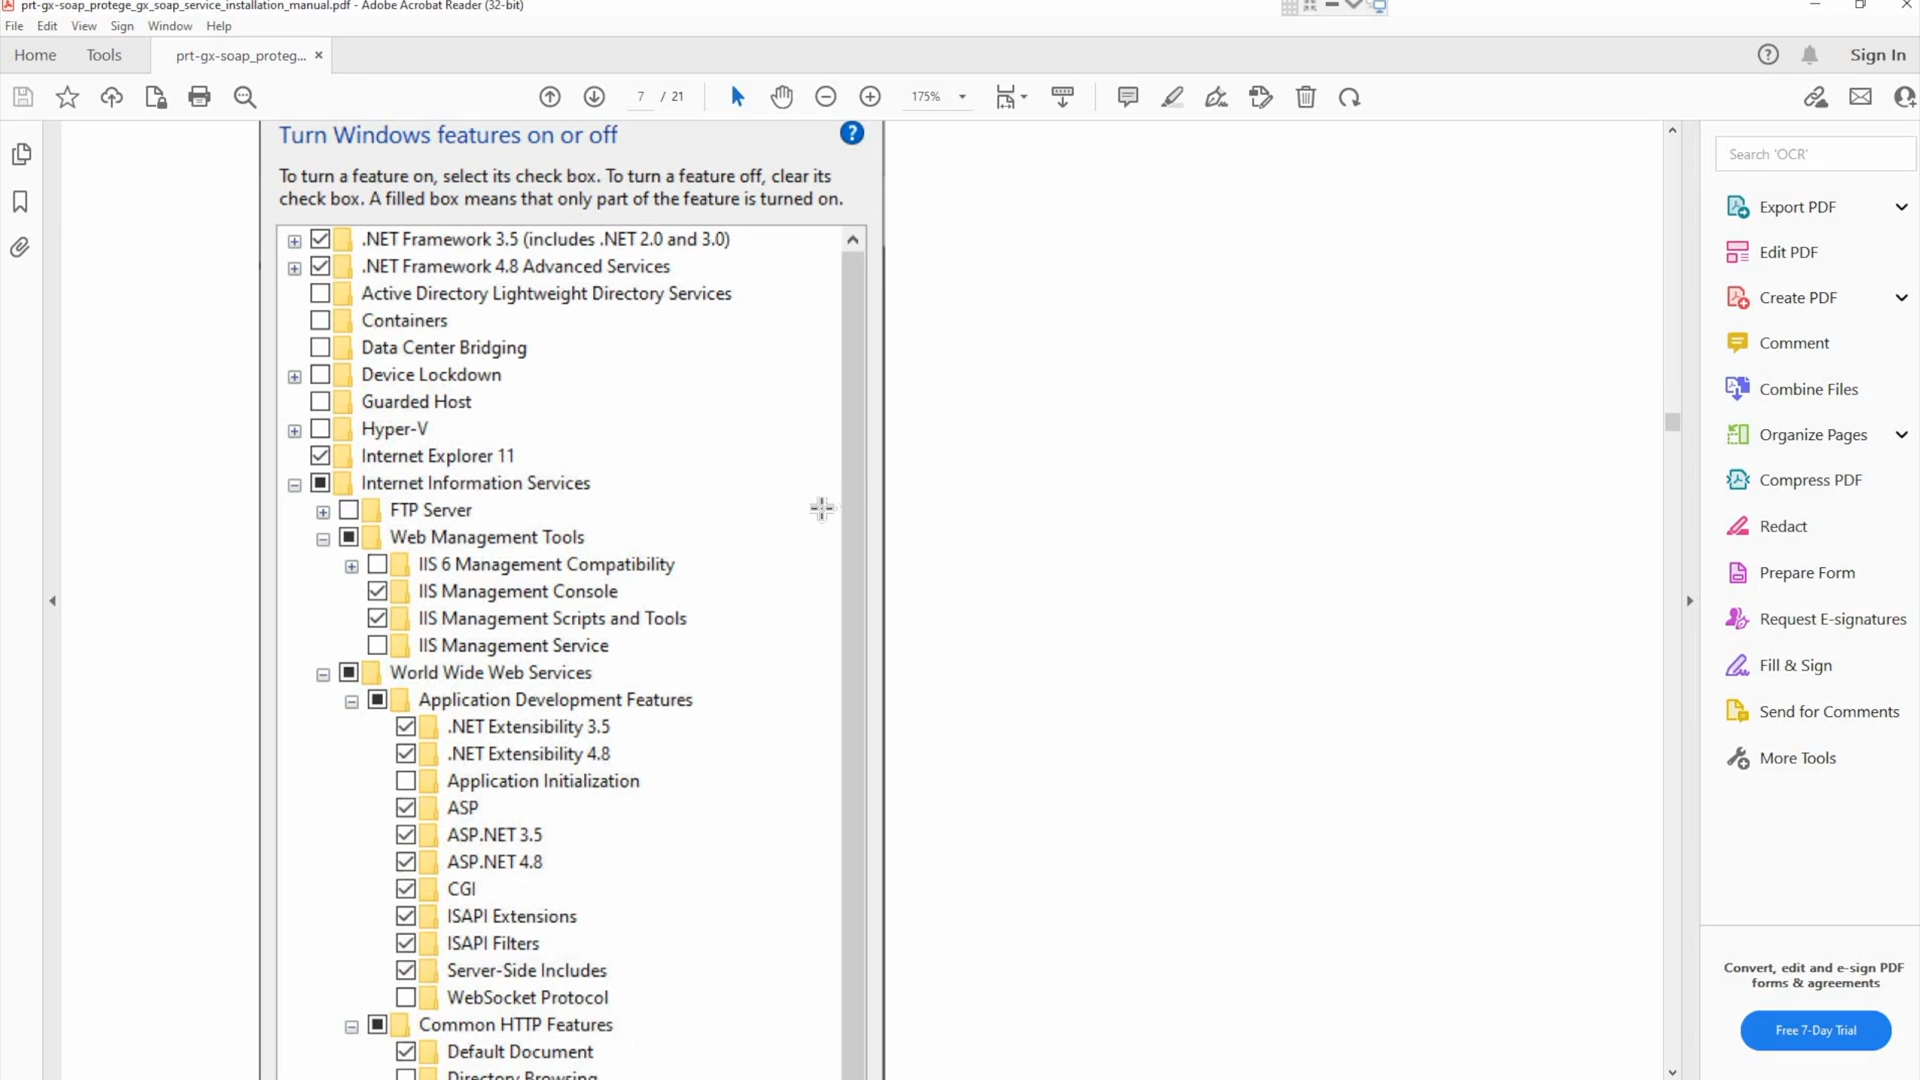 prt-gx-soap_protege_gx_soap_service_installation_manual.pdf - Adobe Acrobat Reader (32-bit)
File Edit View Sign Window Help
Home Tools prt-gx-soap_proteg... × Sign In
7 / 21 175%
Turn Windows features on or off
To turn a feature on, select its check box. To turn a feature off, clear its
check box. A filled box means that only part of the feature is turned on.
.NET Framework 3.5 (includes .NET 2.0 and 3.0)
.NET Framework 4.8 Advanced Services
Active Directory Lightweight Directory Services
Containers
Data Center Bridging
Device Lockdown
Guarded Host
Hyper-V
Internet Explorer 11
Internet Information Services
FTP Server
Web Management Tools
IIS 6 Management Compatibility
IIS Management Console
IIS Management Scripts and Tools
IIS Management Service
World Wide Web Services
Application Development Features
.NET Extensibility 3.5
.NET Extensibility 4.8
Application Initialization
ASP
ASP.NET 3.5
ASP.NET 4.8
CGI
ISAPI Extensions
ISAPI Filters
Server-Side Includes
WebSocket Protocol
Common HTTP Features
Default Document
Directory Browsing
Search 'OCR'
Export PDF
Edit PDF
Create PDF
Comment
Combine Files
Organize Pages
Compress PDF
Redact
Prepare Form
Request E-signatures
Fill & Sign
Send for Comments
More Tools
Convert, edit and e-sign PDF
forms & agreements
Free 7-Day Trial